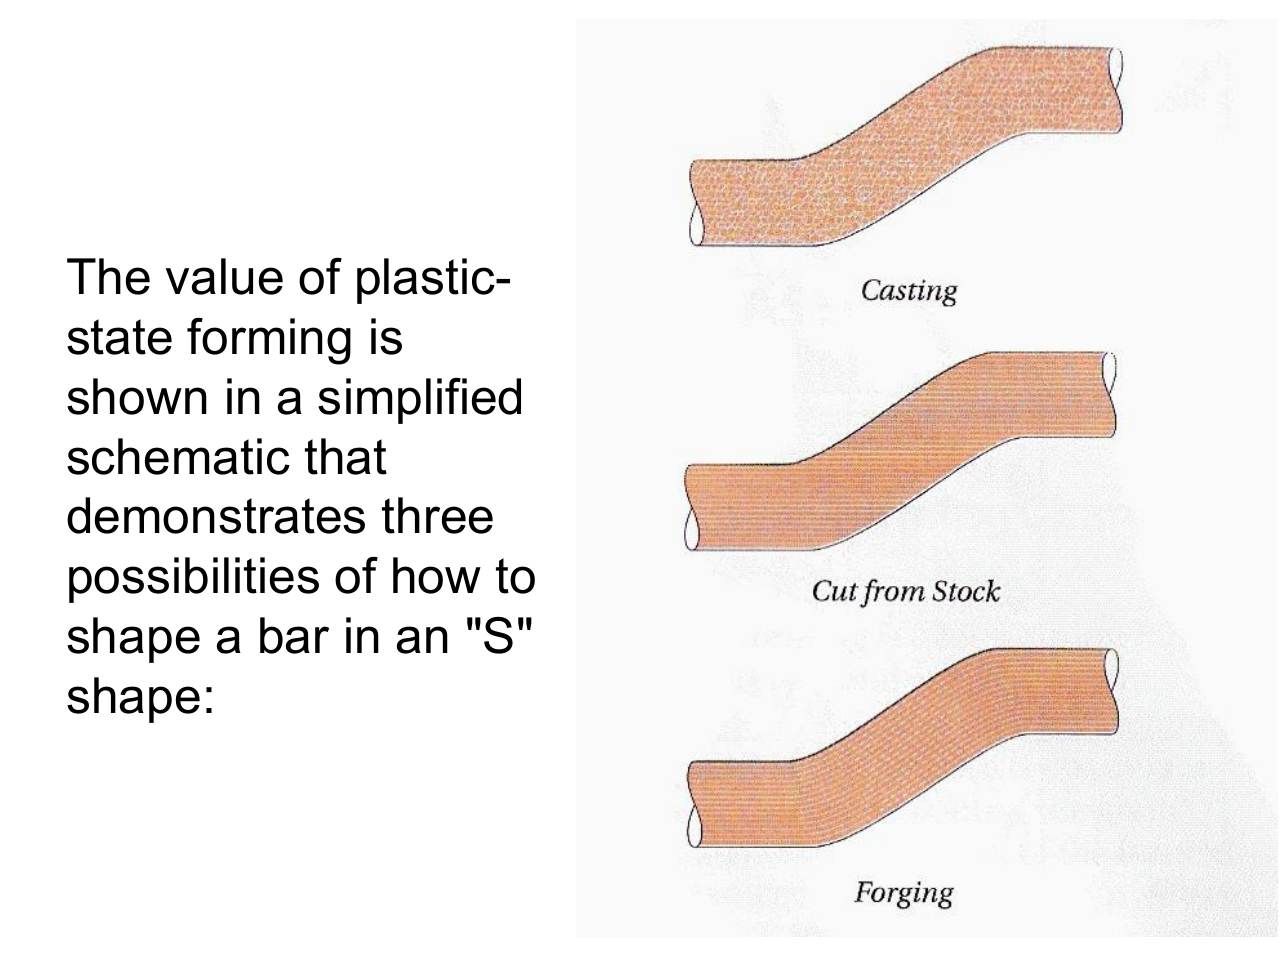 The value of plastic-
state forming is
shown in a simplified
schematic that
demonstrates three
possibilities of how to
shape a bar in an "S"
shape:
Casting
Cut from Stock
Forging